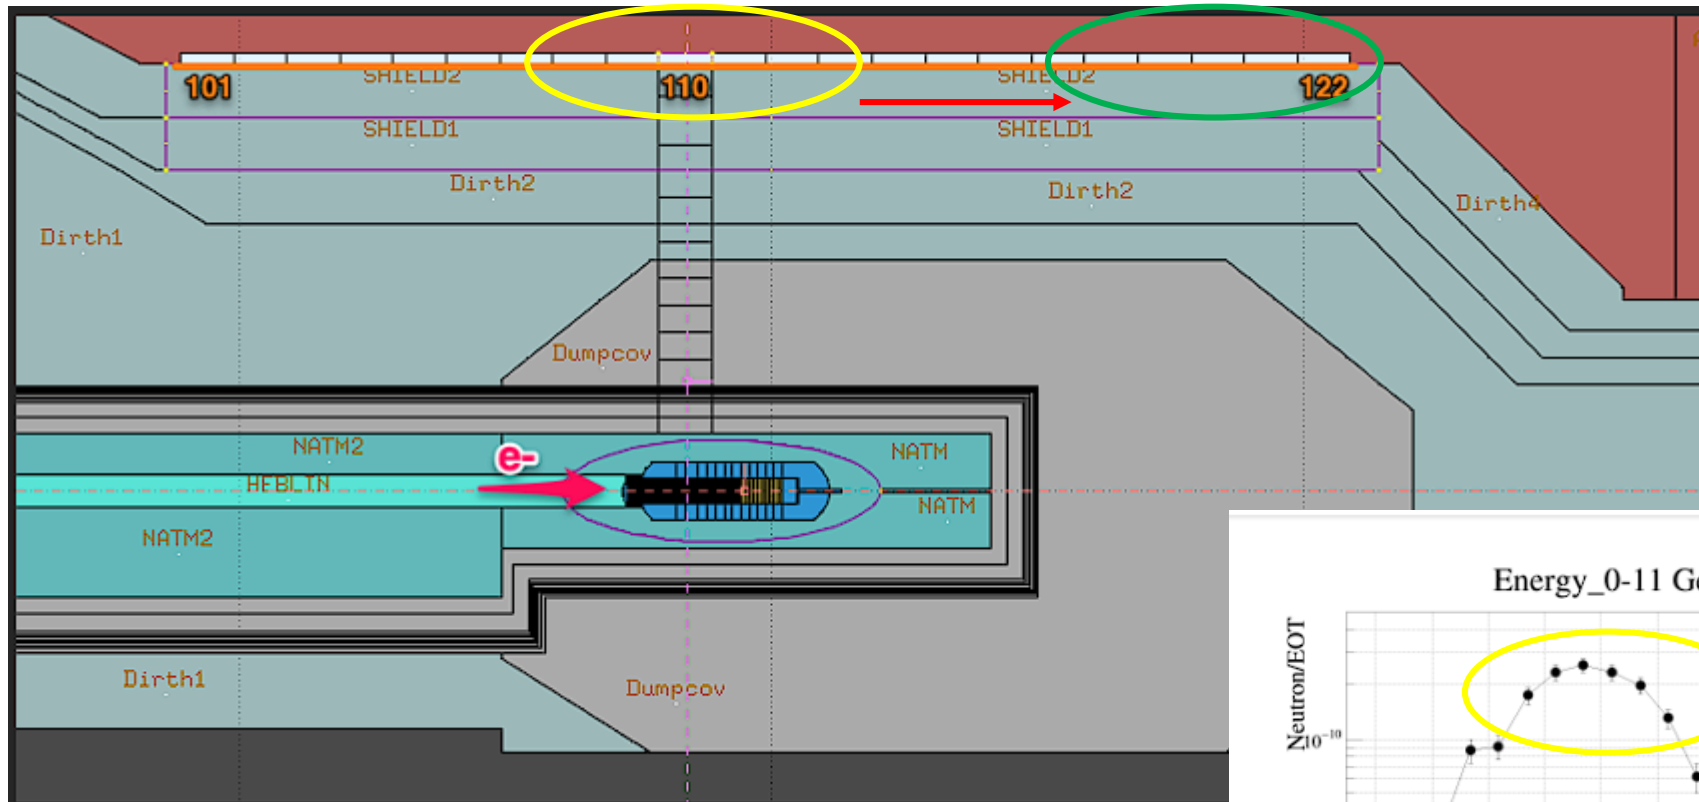 SHIELD2
SHIELD2
101
110
122
SHIELD1
SHIELD1
Dirth2
Dirth2
Dirth4
Dirth1
Dumpcov
NATM2
e-
NATM
HEBLIN
NATM
NATM2
Energy_0-11
Neutron/EOT
10⁻¹⁰
Dirth1
Dumpcov